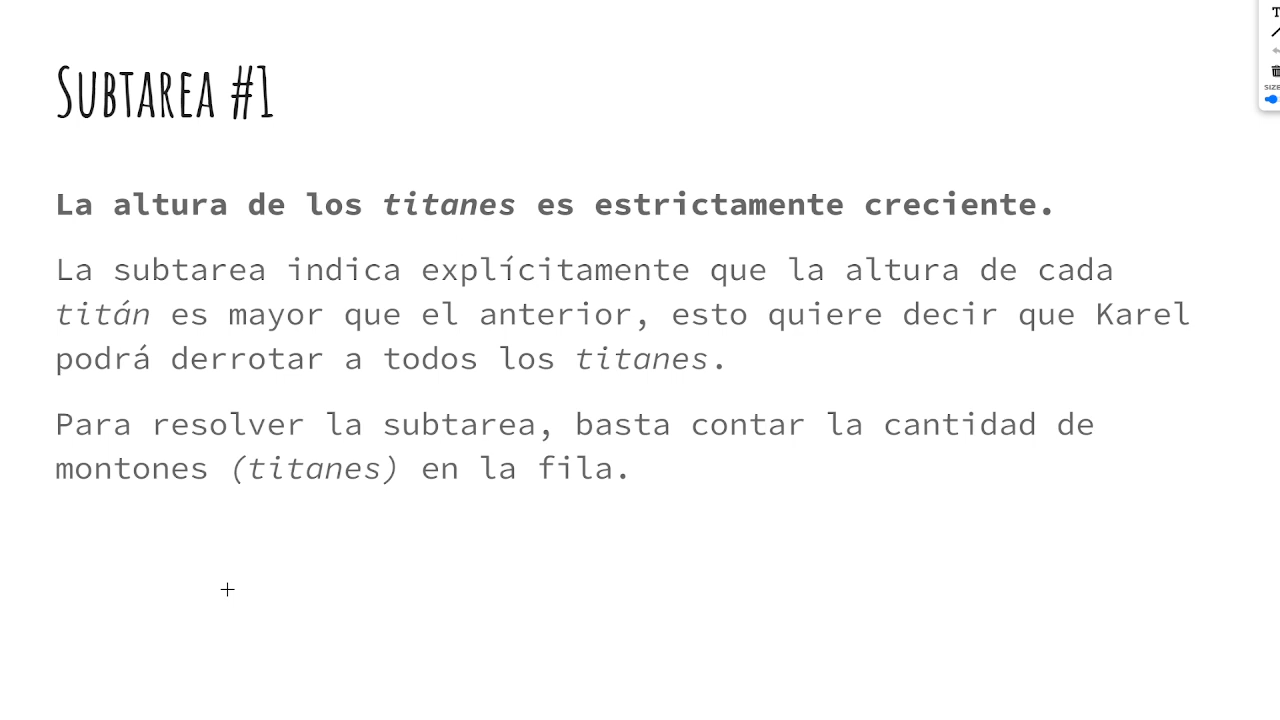 SUBTAREA #1
La altura de los titanes es estrictamente creciente.
La subtarea indica explícitamente que la altura de cada
titán es mayor que el anterior, esto quiere decir que Karel
podrá derrotar a todos los titanes.
Para resolver la subtarea, basta contar la cantidad de
montones (titanes) en la fila.
T
SIZE